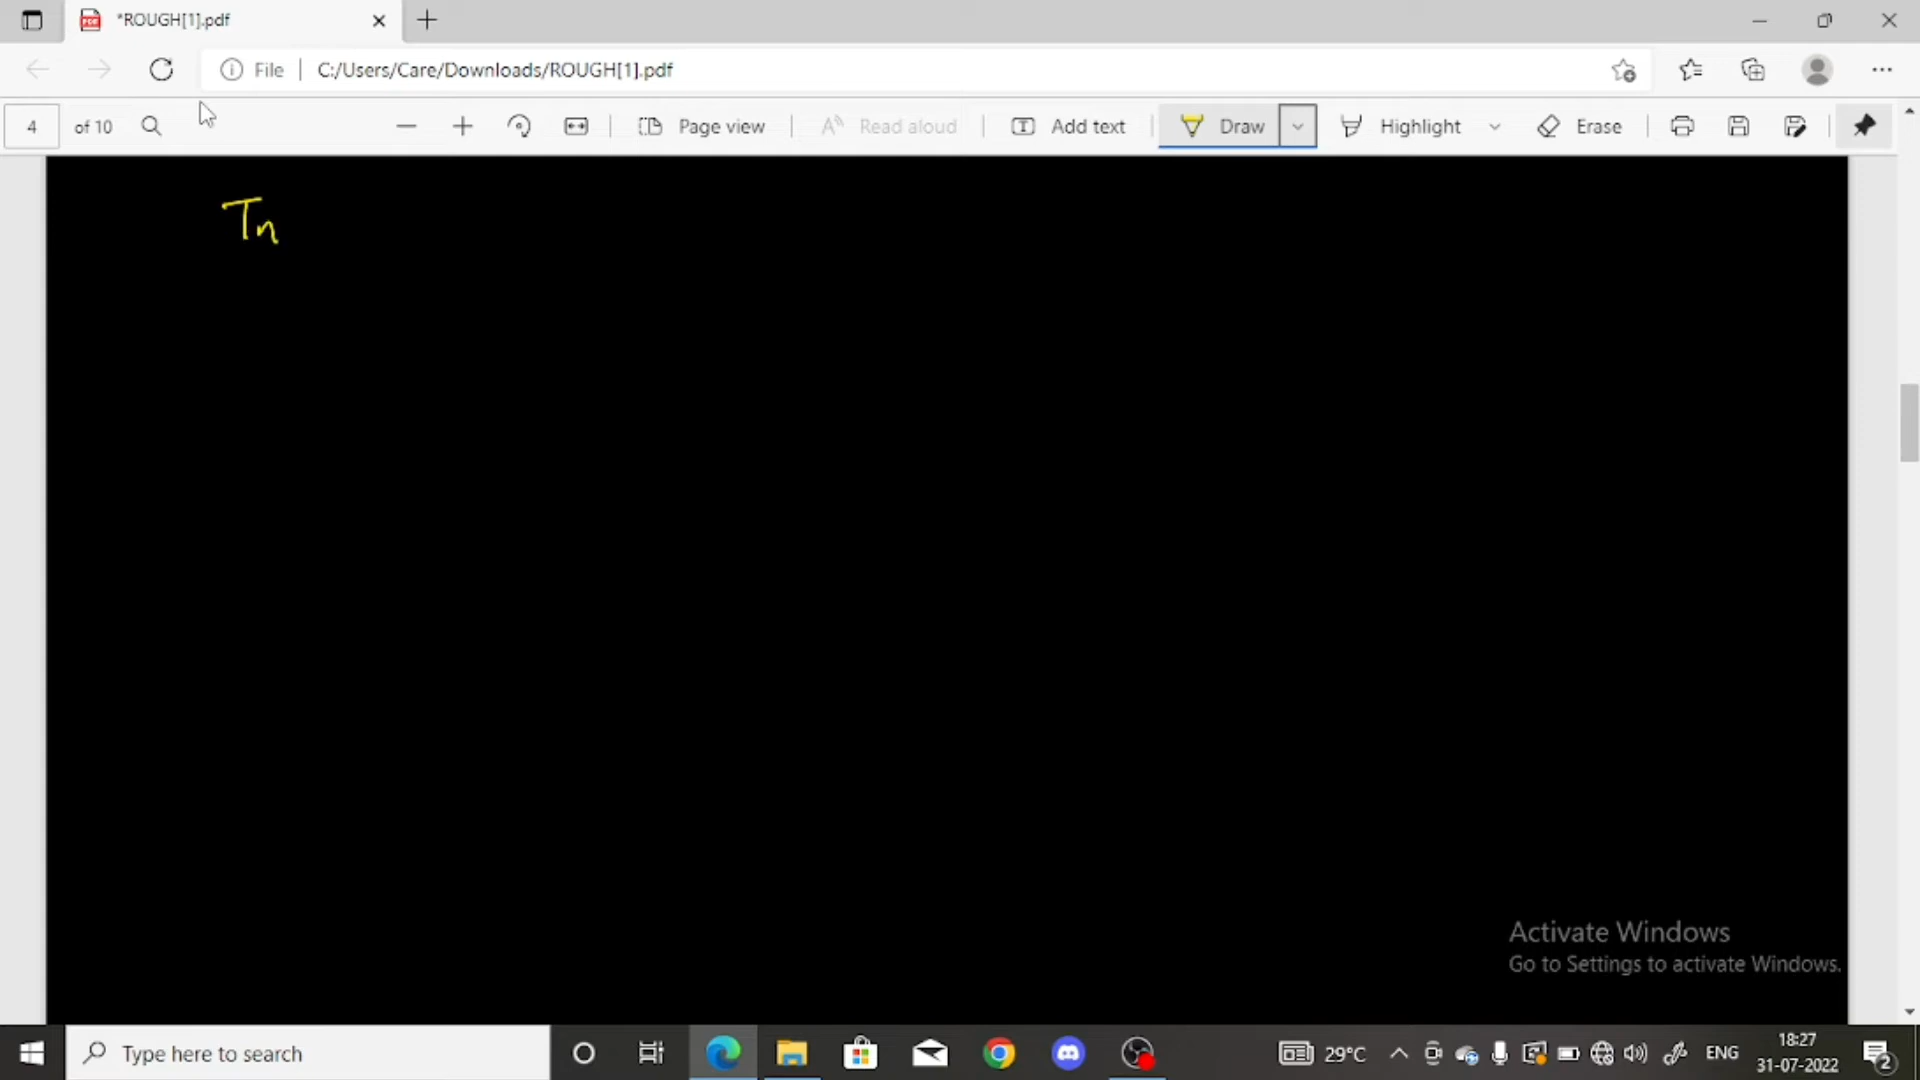 *ROUGH[1].pdf
File C:/Users/Care/Downloads/ROUGH[1].pdf
4 of 10 Page view Read aloud Add text Draw Highlight Erase
Tn
Activate Windows
Go to Settings to activate Windows.
Type here to search 29°C ENG 18:27
31-07-2022 2